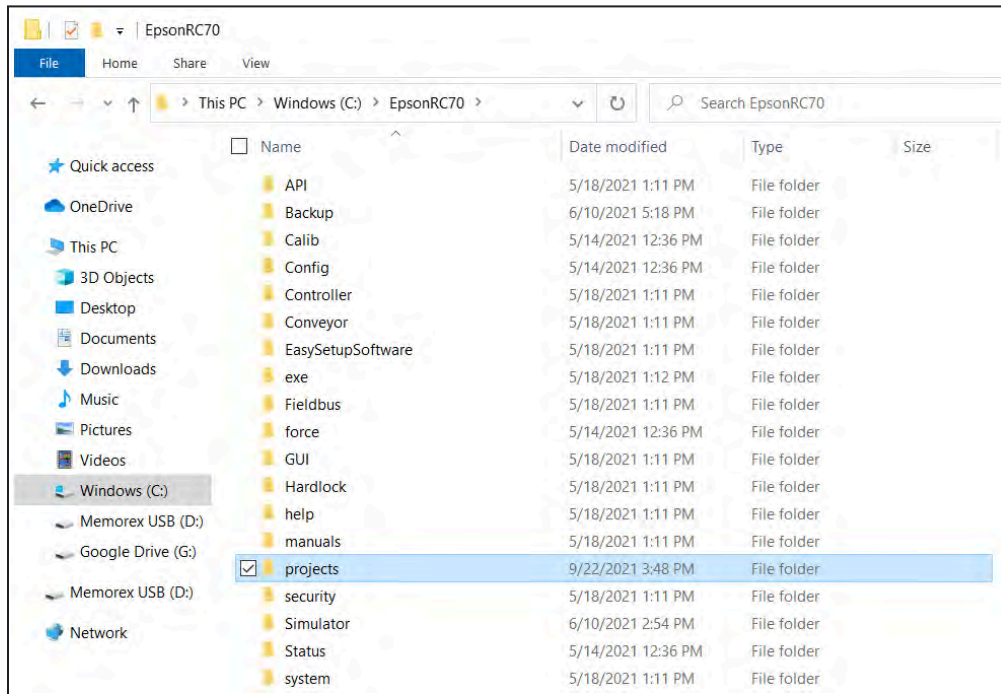 EpsonRC70
File Home Share View
This PC > Windows (C:) > EpsonRC70 > Search EpsonRC70
Name Date modified Type Size
Quick access
OneDrive
This PC
3D Objects
Desktop
Documents
Downloads
Music
Pictures
Videos
Windows (C:)
Memorex USB (D:)
Google Drive (G:)
Memorex USB (D:)
Network
API 5/18/2021 1:11 PM File folder
Backup 6/10/2021 5:18 PM File folder
Calib 5/14/2021 12:36 PM File folder
Config 5/14/2021 12:36 PM File folder
Controller 5/18/2021 1:11 PM File folder
Conveyor 5/18/2021 1:11 PM File folder
EasySetupSoftware 5/18/2021 1:11 PM File folder
exe 5/18/2021 1:12 PM File folder
Fieldbus 5/18/2021 1:11 PM File folder
force 5/14/2021 12:36 PM File folder
GUI 5/18/2021 1:11 PM File folder
Hardlock 5/18/2021 1:11 PM File folder
help 5/18/2021 1:11 PM File folder
manuals 5/18/2021 1:11 PM File folder
projects 9/22/2021 3:48 PM File folder
security 5/18/2021 1:11 PM File folder
Simulator 6/10/2021 2:54 PM File folder
Status 5/14/2021 12:36 PM File folder
system 5/18/2021 1:11 PM File folder